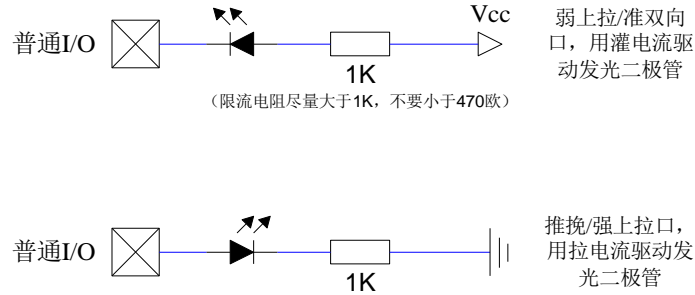 普通I/O
Vcc
1K
(限流电阻尽量大于1K，不要小于470欧)
弱上拉/准双向
口，用灌电流驱
动发光二极管
普通I/O
1K
推挽/强上拉口，
用拉电流驱动发
光二极管